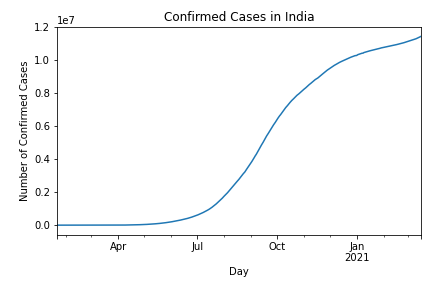 Confirmed Cases in India
1e7
1.2
1.0
0.8
0.6
0.4
0.2
0.0
Number of Confirmed Cases
Apr
Jul
Oct
Jan
2021
Day